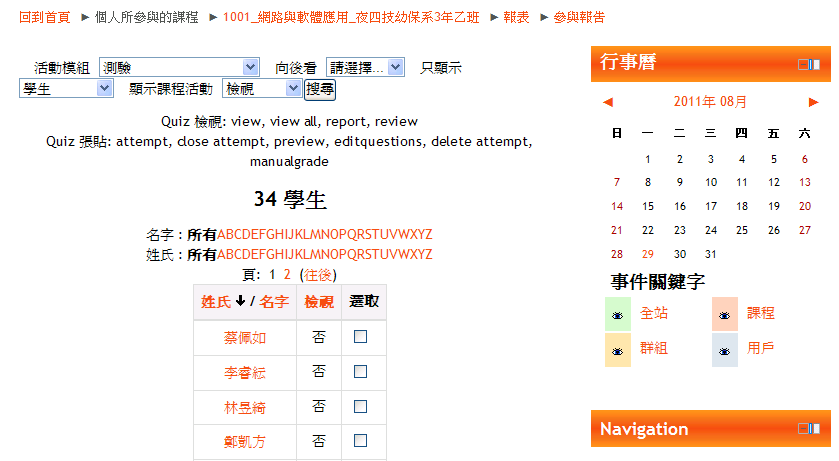 回到首頁 ► 個人所參與的課程 ► 1001_網路與軟體應用_夜四技幼保系3年乙班 ► 報表 ► 參與報告
活動模組 測驗 向後看 請選擇... 只顯示
學生 顯示課程活動 檢視 搜尋
Quiz 檢視: view, view all, report, review
Quiz 張貼: attempt, close attempt, preview, editquestions, delete attempt,
manualgrade
34 學生
名字 : 所有ABCDEFGHIJKLMNOPQRSTUVWXYZ
姓氏 : 所有ABCDEFGHIJKLMNOPQRSTUVWXYZ
頁: 1 2 (往後)
姓氏 ↓ / 名字 檢視 選取
蔡佩如 否
李睿綋 否
林昱綺 否
鄭凱方 否
行事曆
◄ 2011年 08月 ►
日 一 二 三 四 五 六
1 2 3 4 5 6
7 8 9 10 11 12 13
14 15 16 17 18 19 20
21 22 23 24 25 26 27
28 29 30 31
事件關鍵字
全站 課程
群組 用戶
Navigation